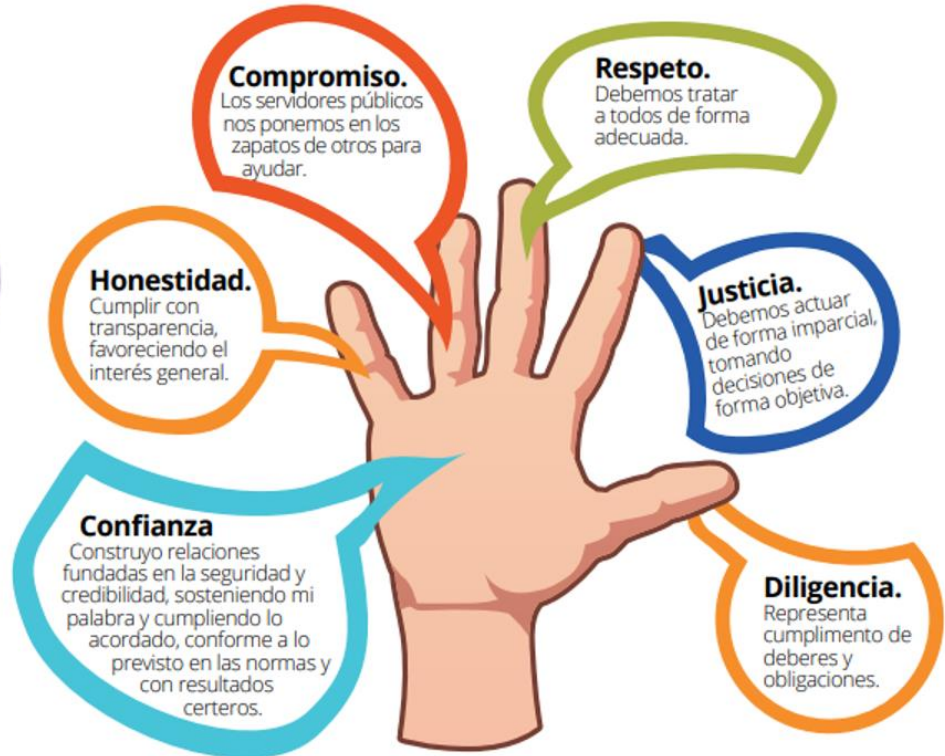 Compromiso.
Los servidores públicos
nos ponemos en los
zapatos de otros para
ayudar.
Respeto.
Debemos tratar
a todos de forma
adecuada.
Honestidad.
Cumplir con
transparencia,
favoreciendo el
interés general.
Justicia.
Debemos actuar
de forma imparcial,
tomando
decisiones de
forma objetiva.
Confianza
Construyo relaciones
fundadas en la seguridad y
credibilidad, sosteniendo mi
palabra y cumpliendo lo
acordado, conforme a lo
previsto en las normas y
con resultados
certeros.
Diligencia.
Representa
cumplimento de
deberes y
obligaciones.